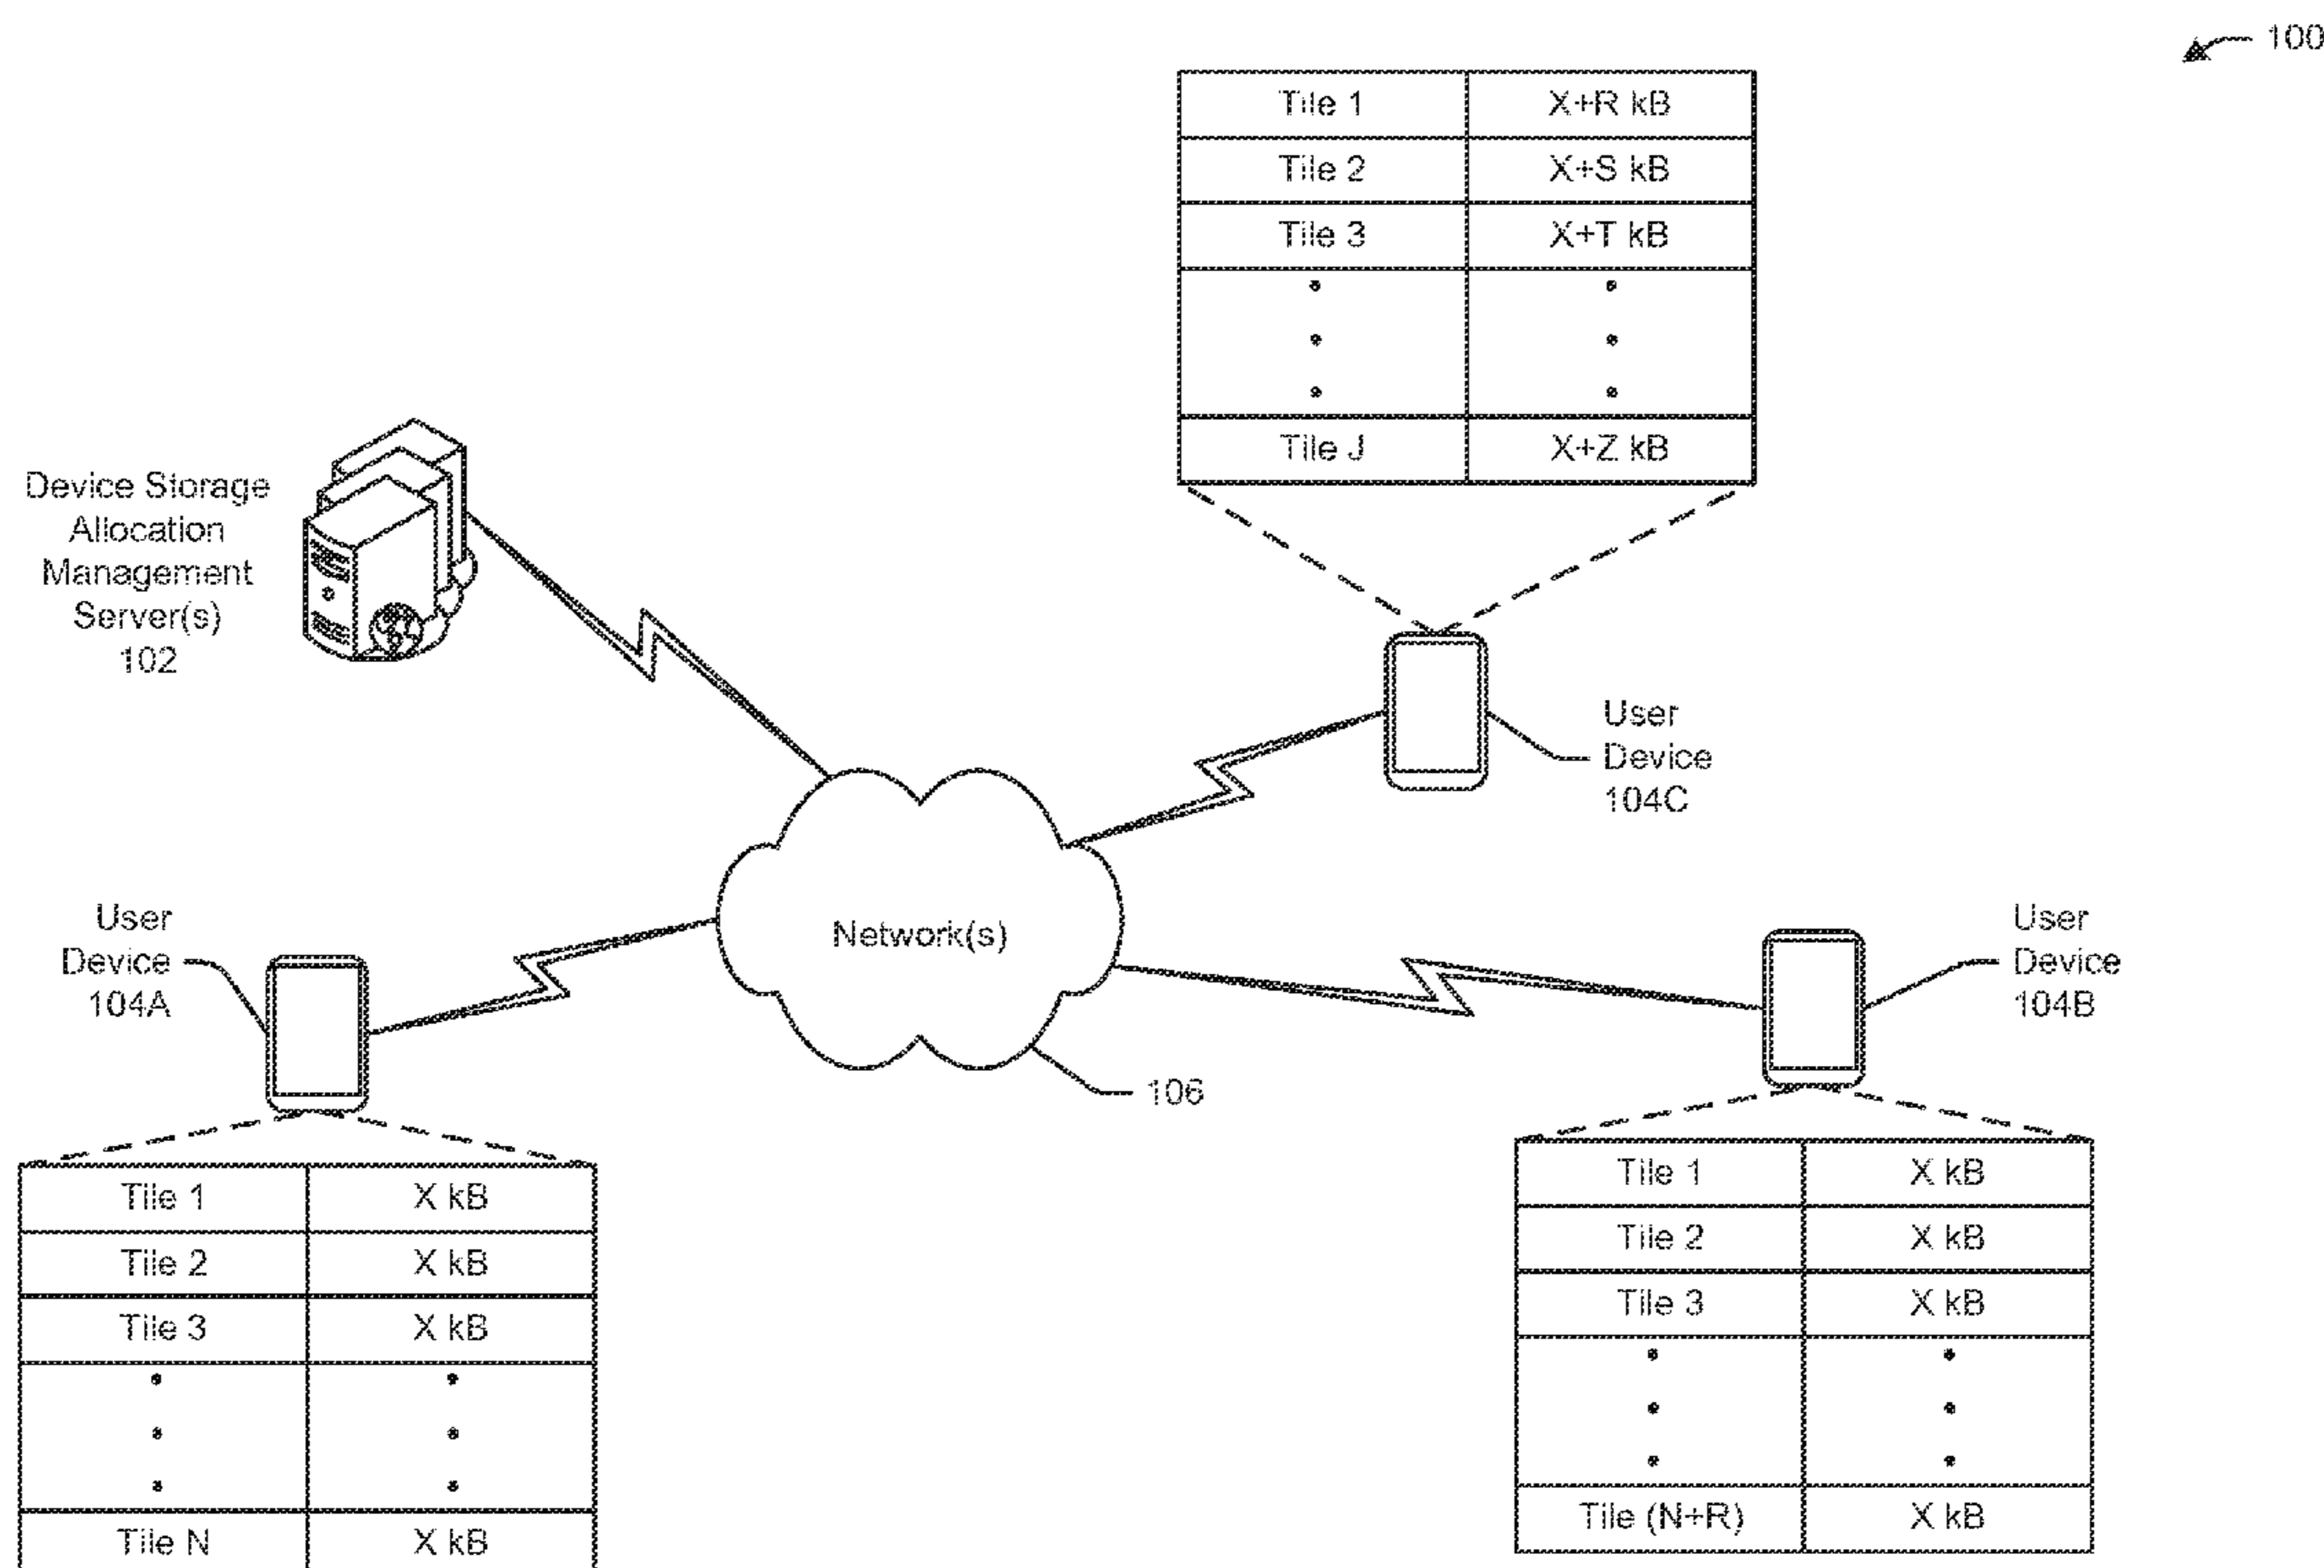 100
Tile 1 X+R kB
Tile 2 X+S kB
Tile 3 X+T kB
Tile J X+Z kB
Device Storage
Allocation
Management
Server(s)
102
User
Device
104C
Network(s)
106
User
Device
104A
Tile 1 X kB
Tile 2 X kB
Tile 3 X kB
Tile N X kB
User
Device
104B
Tile 1 X kB
Tile 2 X kB
Tile 3 X kB
Tile (N+R) X kB